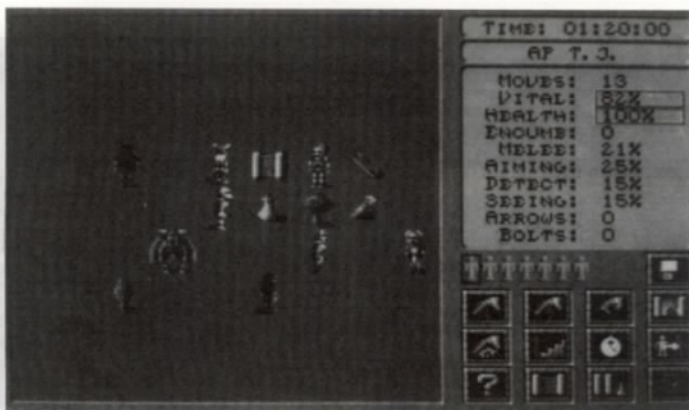 TIME: 01:20:00
AP T.J.
MOVES: 13
VITAL: 82%
HEALTH: 100%
ENCUMB: 0
MELEE: 21%
AIMING: 25%
DETECT: 15%
SEEING: 15%
ARROWS: 0
BOLTS: 0
?